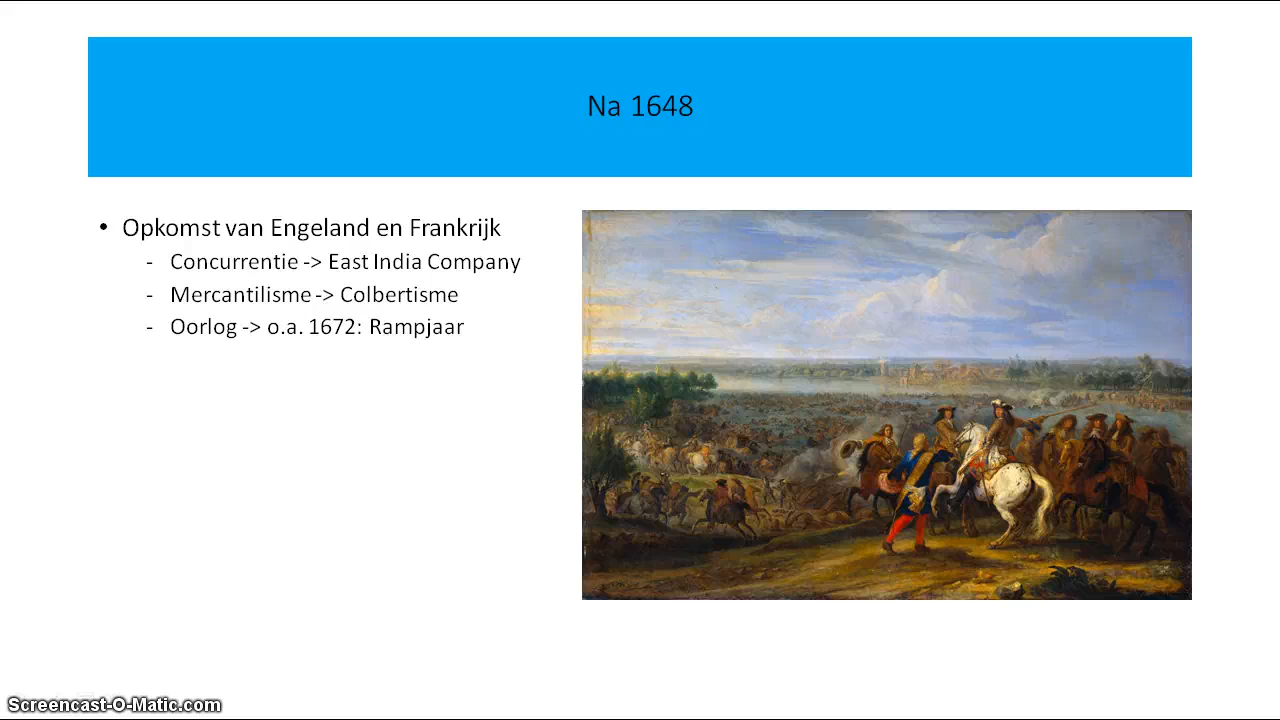 Na 1648
• Opkomst van Engeland en Frankrijk
- Concurrentie -> East India Company
- Mercantilisme -> Colbertisme
- Oorlog -> o.a. 1672: Rampjaar
Screencast-O-Matic.com